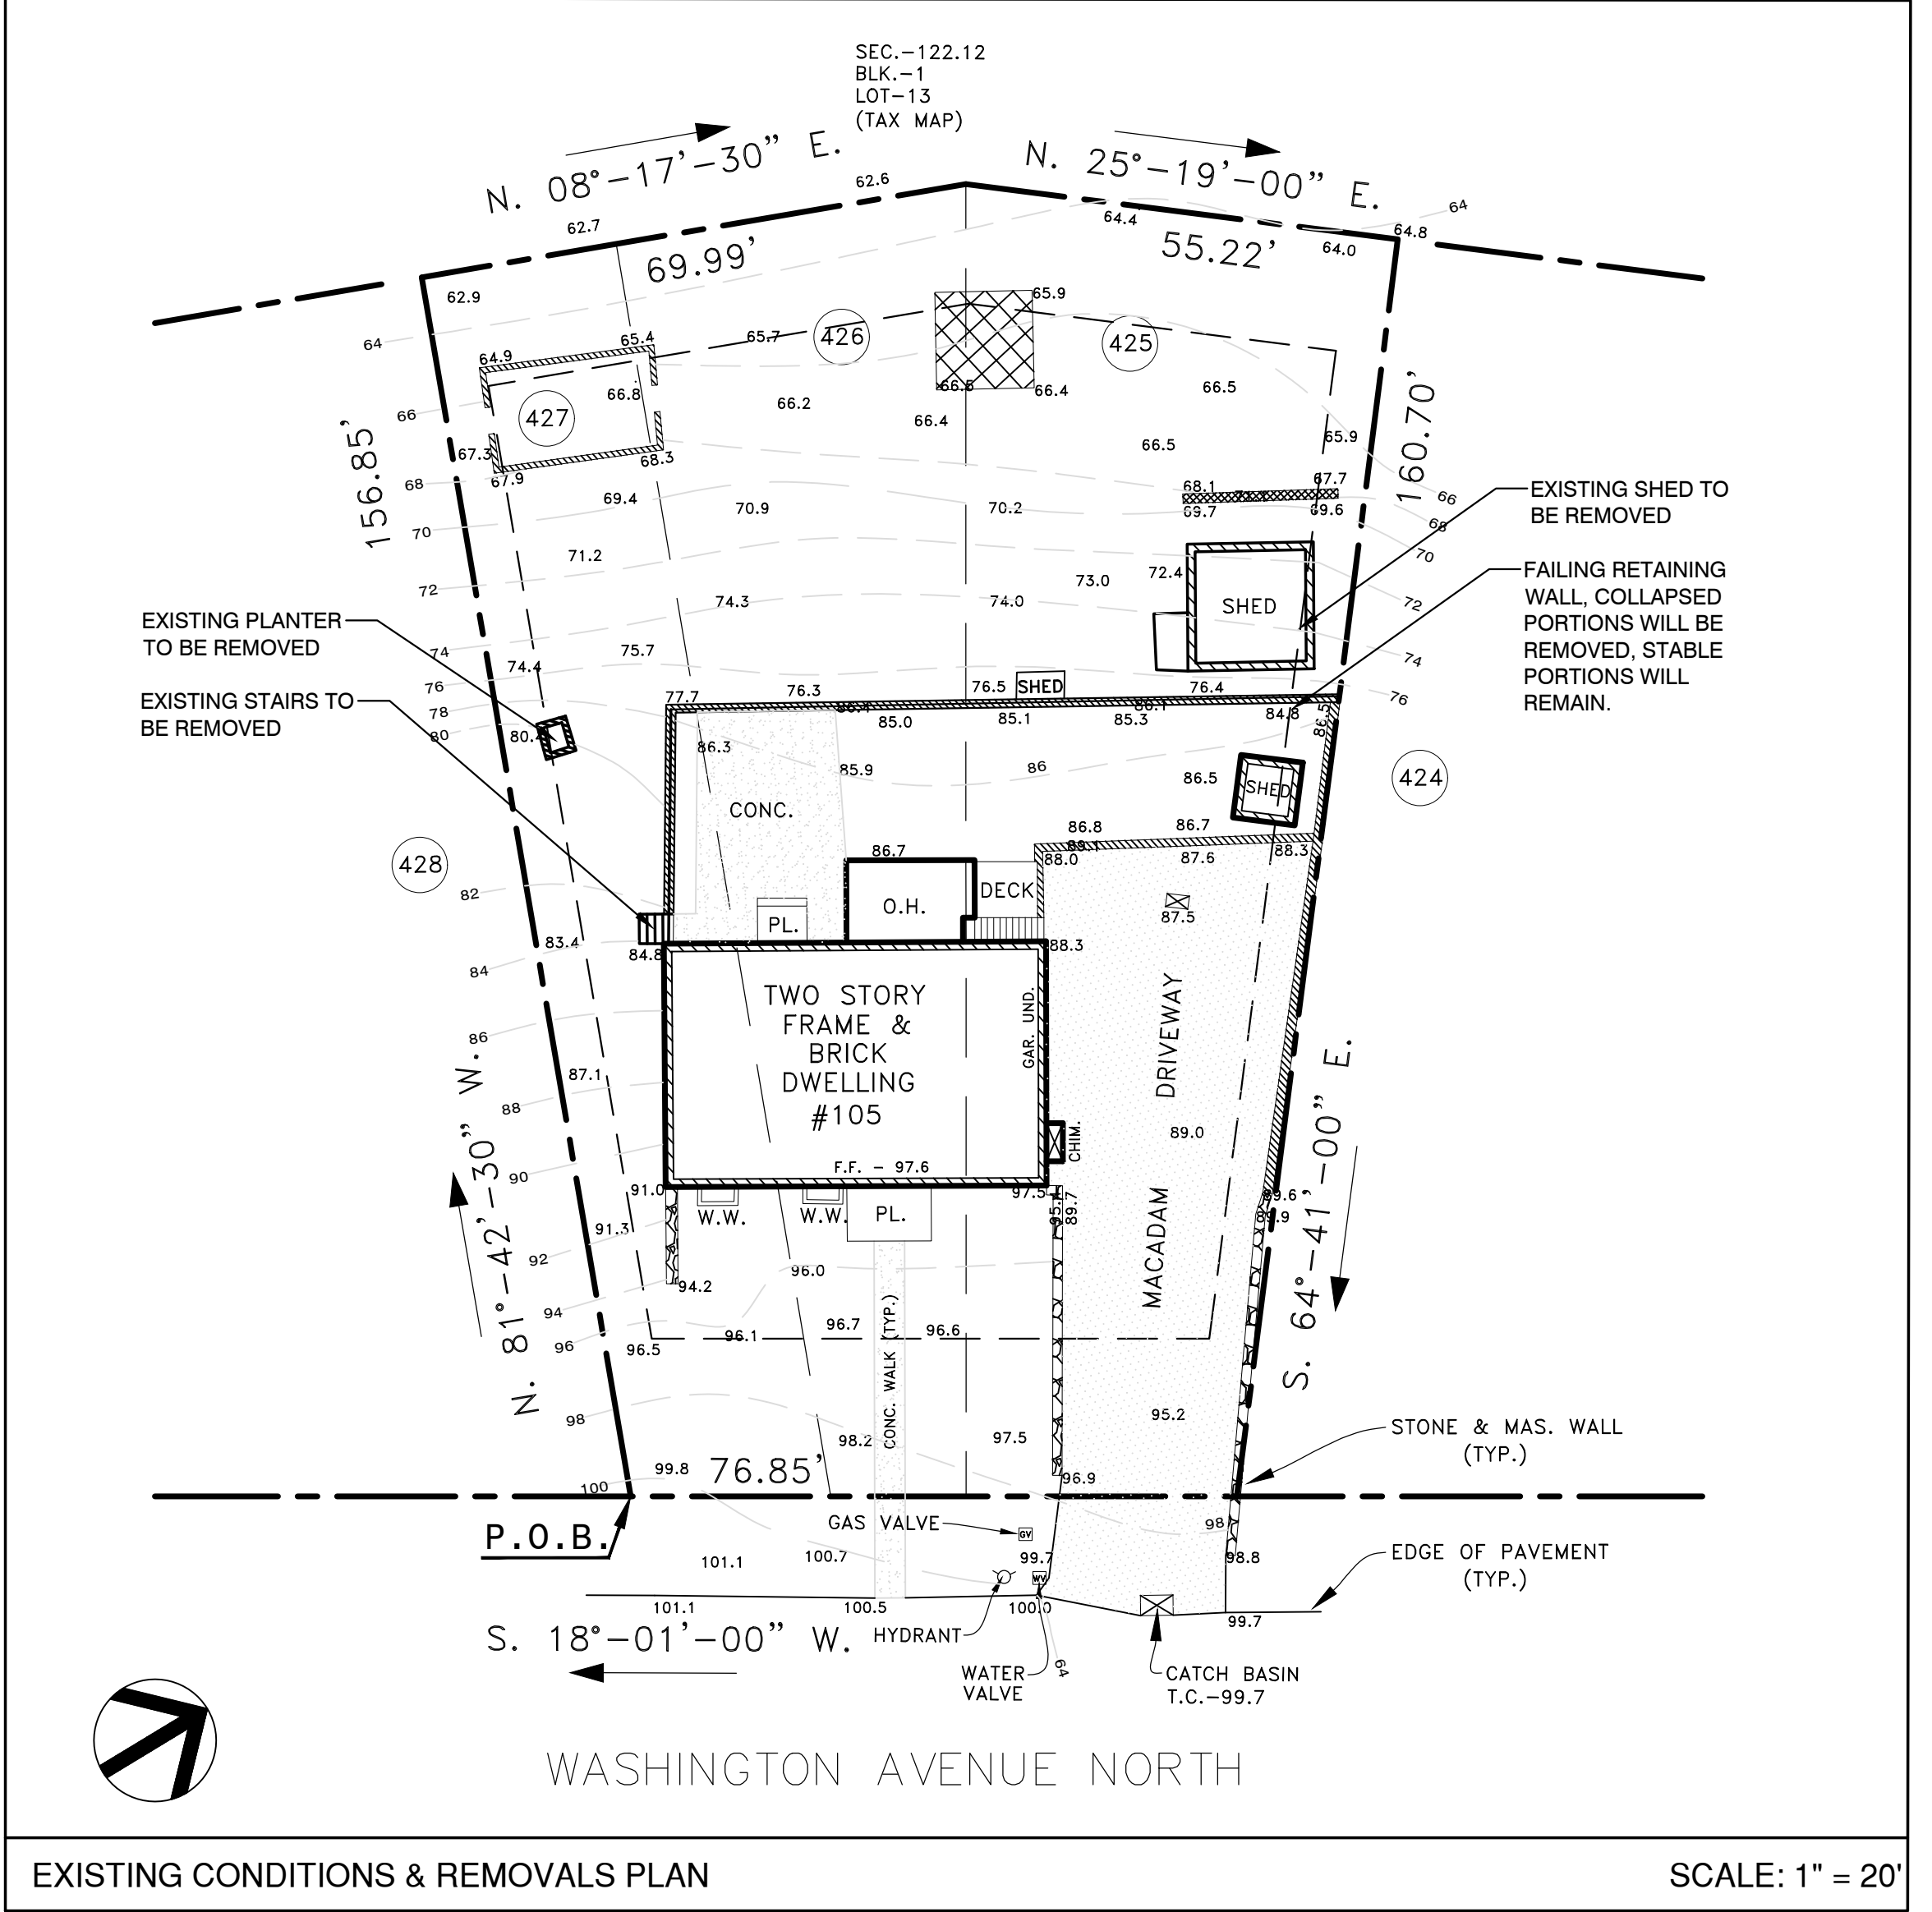 SEC.-122.12
BLK.-1
LOT-13
(TAX MAP)
N. 08°-17'-30" E.
N. 25°-19'-00" E.
62.6
64
62.7
64.4
64.8
69.99'
55.22'
64.0
62.9
65.9
64
65.4
65.7
426
425
64.9
66.8
66.5
66.4
66.5
66.2
66
427
66.4
156.85'
160.70'
66.5
65.9
67.3
68.3
67.9
68
68.1
67.7
66
EXISTING SHED TO
BE REMOVED
69.4
70.9
70.2
69.7
69.6
68
70
71.2
70
FAILING RETAINING
WALL, COLLAPSED
PORTIONS WILL BE
REMOVED, STABLE
PORTIONS WILL
REMAIN.
72
74.3
74.0
73.0
72.4
SHED
72
EXISTING PLANTER
TO BE REMOVED
74
74.4
75.7
74
76
77.7
76.3
76.5
SHED
76.4
76
EXISTING STAIRS TO
BE REMOVED
78
80
85.0
85.1
85.3
84.8
86.5
86.3
85.9
86
86.5
SHED
424
CONC.
86.8
86.7
428
86.7
88.0
87.6
88.3
82
DECK
O.H.
PL.
87.5
83.4
84.8
88.3
84
TWO STORY
FRAME &
BRICK
DWELLING
#105
GAR. UND.
MACADAM DRIVEWAY
86
87.1
88
89.0
CHIM.
90
F.F. - 97.6
N. 81°-42'-30" W.
S. 64°-41'-00" E.
91.0
97.5
89.7
89.6
W.W.
W.W.
PL.
91.3
92
96.0
94.2
94
CONC. WALK (TYP.)
96
96.5
96.1
96.7
96.6
98
95.2
98.2
97.5
STONE & MAS. WALL
(TYP.)
99.8
76.85'
96.9
100
P.O.B.
GAS VALVE
GV
98
101.1
100.7
99.7
98.8
EDGE OF PAVEMENT
(TYP.)
WV
101.1
100.5
100.0
99.7
S. 18°-01'-00" W.
HYDRANT
WATER
VALVE
64
CATCH BASIN
T.C.-99.7
WASHINGTON AVENUE NORTH
EXISTING CONDITIONS & REMOVALS PLAN
SCALE: 1" = 20'